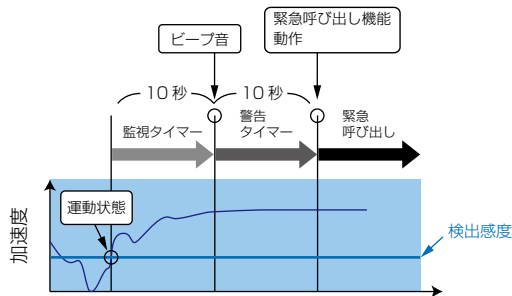 ビープ音
緊急呼び出し機能
動作
10秒
10秒
監視タイマー
警告
タイマー
緊急
呼び出し
運動状態
加速度
検出感度